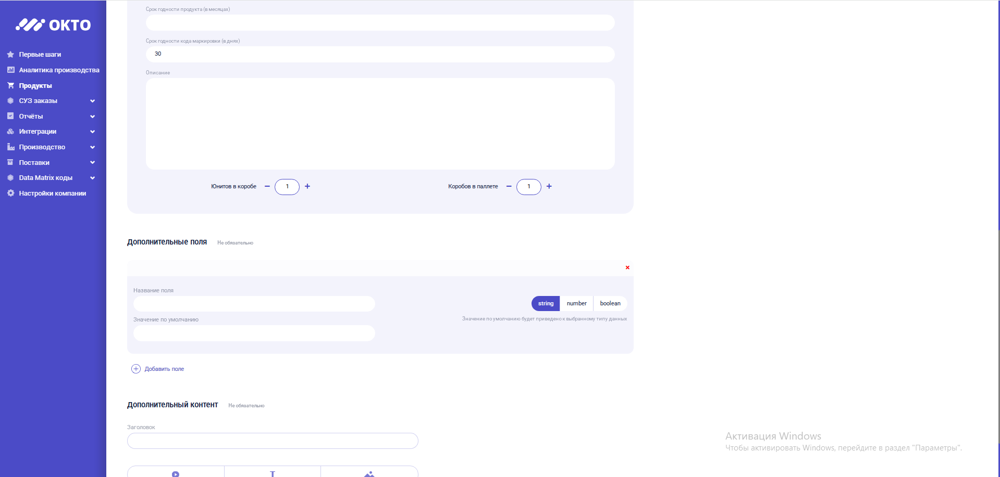 ОКТО
Первые шаги
Аналитика производства
Продукты
СУЗ заказы
Отчёты
Интеграции
Производство
Поставки
Data Matrix коды
Настройки компании
Срок годности продукта (в месяцах)
Срок годности кода маркировки (в днях)
30
Описание
Юнитов в коробе 1 Коробов в паллете 1
Дополнительные поля Не обязательно
Название поля
string number boolean
Значение по умолчанию будет приведено к выбранному типу данных
Значение по умолчанию
Добавить поле
Дополнительный контент Не обязательно
Заголовок
Активация Windows
Чтобы активировать Windows, перейдите в раздел "Параметры".